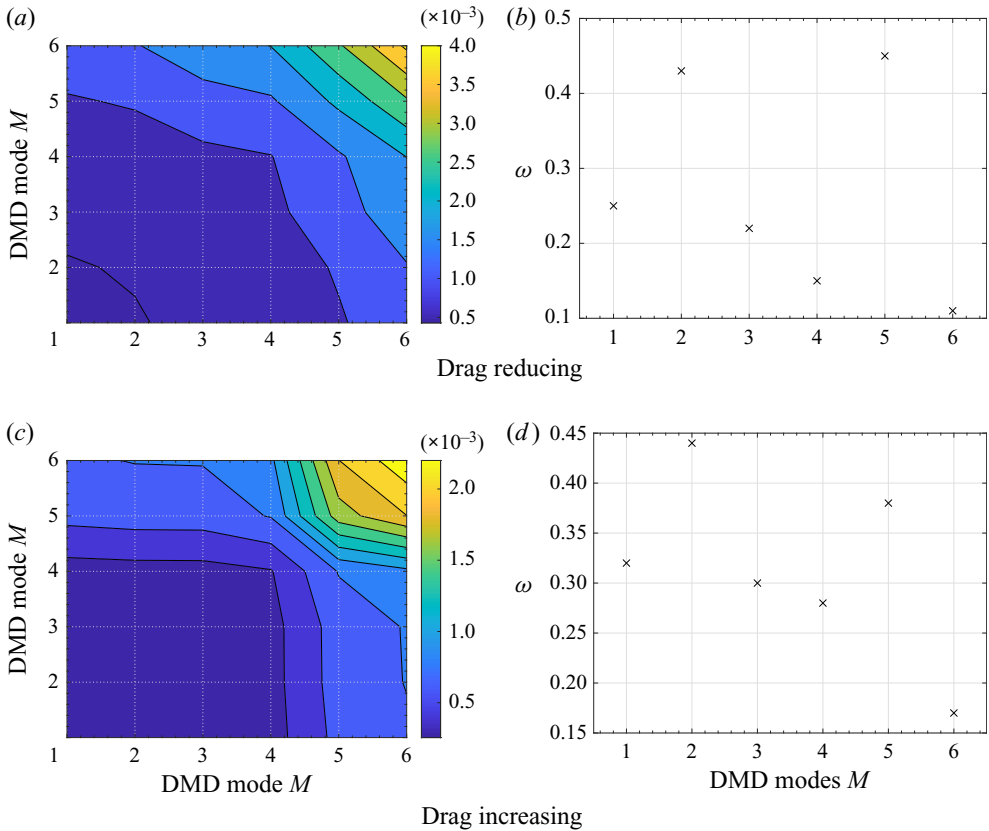 (a)
(×10⁻³)
(b)
6
5
4
3
2
DMD mode M
1 2 3 4 5 6
4.0
3.5
3.0
2.5
2.0
1.5
1.0
0.5
0.5
0.4
ω
0.3
0.2
0.1
1 2 3 4 5 6
Drag reducing
(c)
(×10⁻³)
(d)
6
5
4
3
2
DMD mode M
1 2 3 4 5 6
DMD mode M
2.0
1.5
1.0
0.5
0.45
0.40
0.35
ω
0.30
0.25
0.20
0.15
1 2 3 4 5 6
DMD modes M
Drag increasing